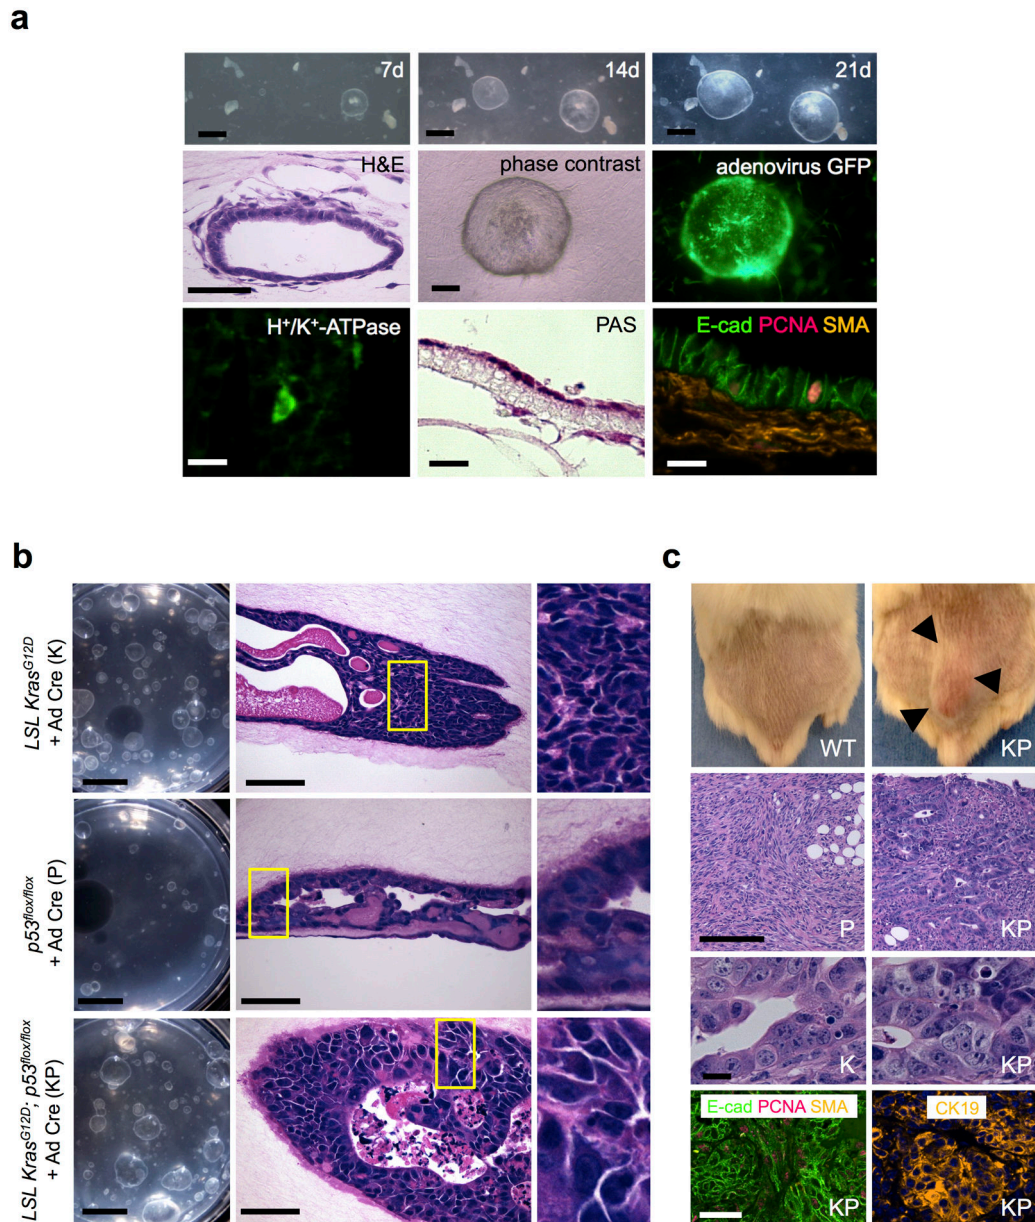 a
7d
14d
21d
H&E
phase contrast
adenovirus GFP
H⁺/K⁺-ATPase
PAS
E-cad PCNA SMA
b
LSL Kras^G12D
+ Ad Cre (K)
p53^flox/flox
+ Ad Cre (P)
LSL Kras^G12D; p53^flox/flox
+ Ad Cre (KP)
c
WT
KP
P
KP
K
KP
E-cad PCNA SMA
KP
CK19
KP